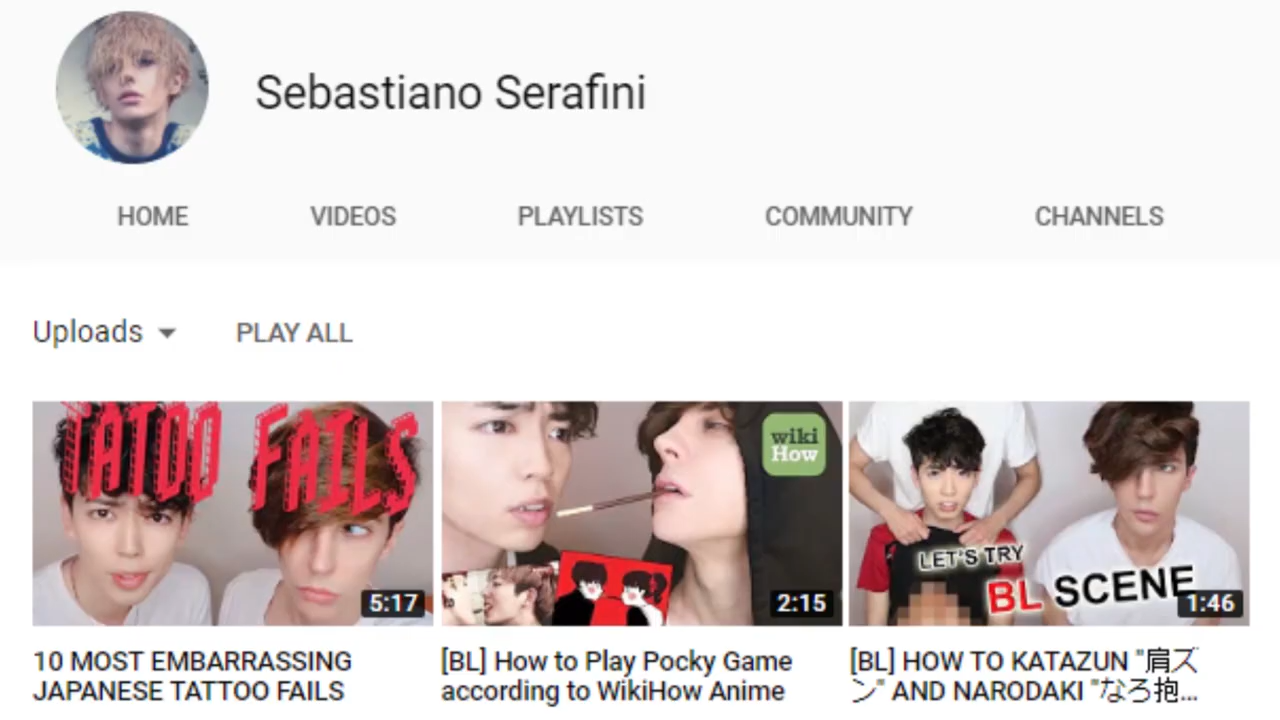 Sebastiano Serafini
HOME VIDEOS PLAYLISTS COMMUNITY CHANNELS
Uploads PLAY ALL
TATOO FAILS
5:17
wiki
How
2:15
LET'S TRY
BL SCENE
1:46
10 MOST EMBARRASSING
JAPANESE TATTOO FAILS
[BL] How to Play Pocky Game
according to WikiHow Anime
[BL] HOW TO KATAZUN "肩ズ
ン" AND NARODAKI "なろ抱...